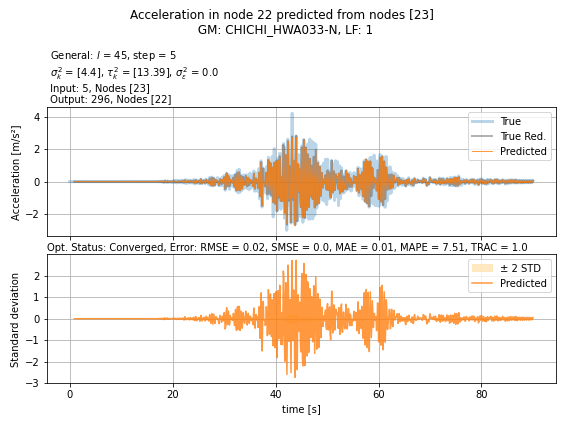 Acceleration in node 22 predicted from nodes [23]
GM: CHICHI_HWA033-N, LF: 1
General: l = 45, step = 5
σ²ₖ = [4.4], τ²ₖ = [13.39], σ²ε = 0.0
Input: 5, Nodes [23]
Output: 296, Nodes [22]
Acceleration [m/s²]
4
2
0
−2
True
True Red.
Predicted
Opt. Status: Converged, Error: RMSE = 0.02, SMSE = 0.0, MAE = 0.01, MAPE = 7.51, TRAC = 1.0
Standard deviation
2
1
0
−1
−2
−3
± 2 STD
Predicted
0 20 40 60 80
time [s]